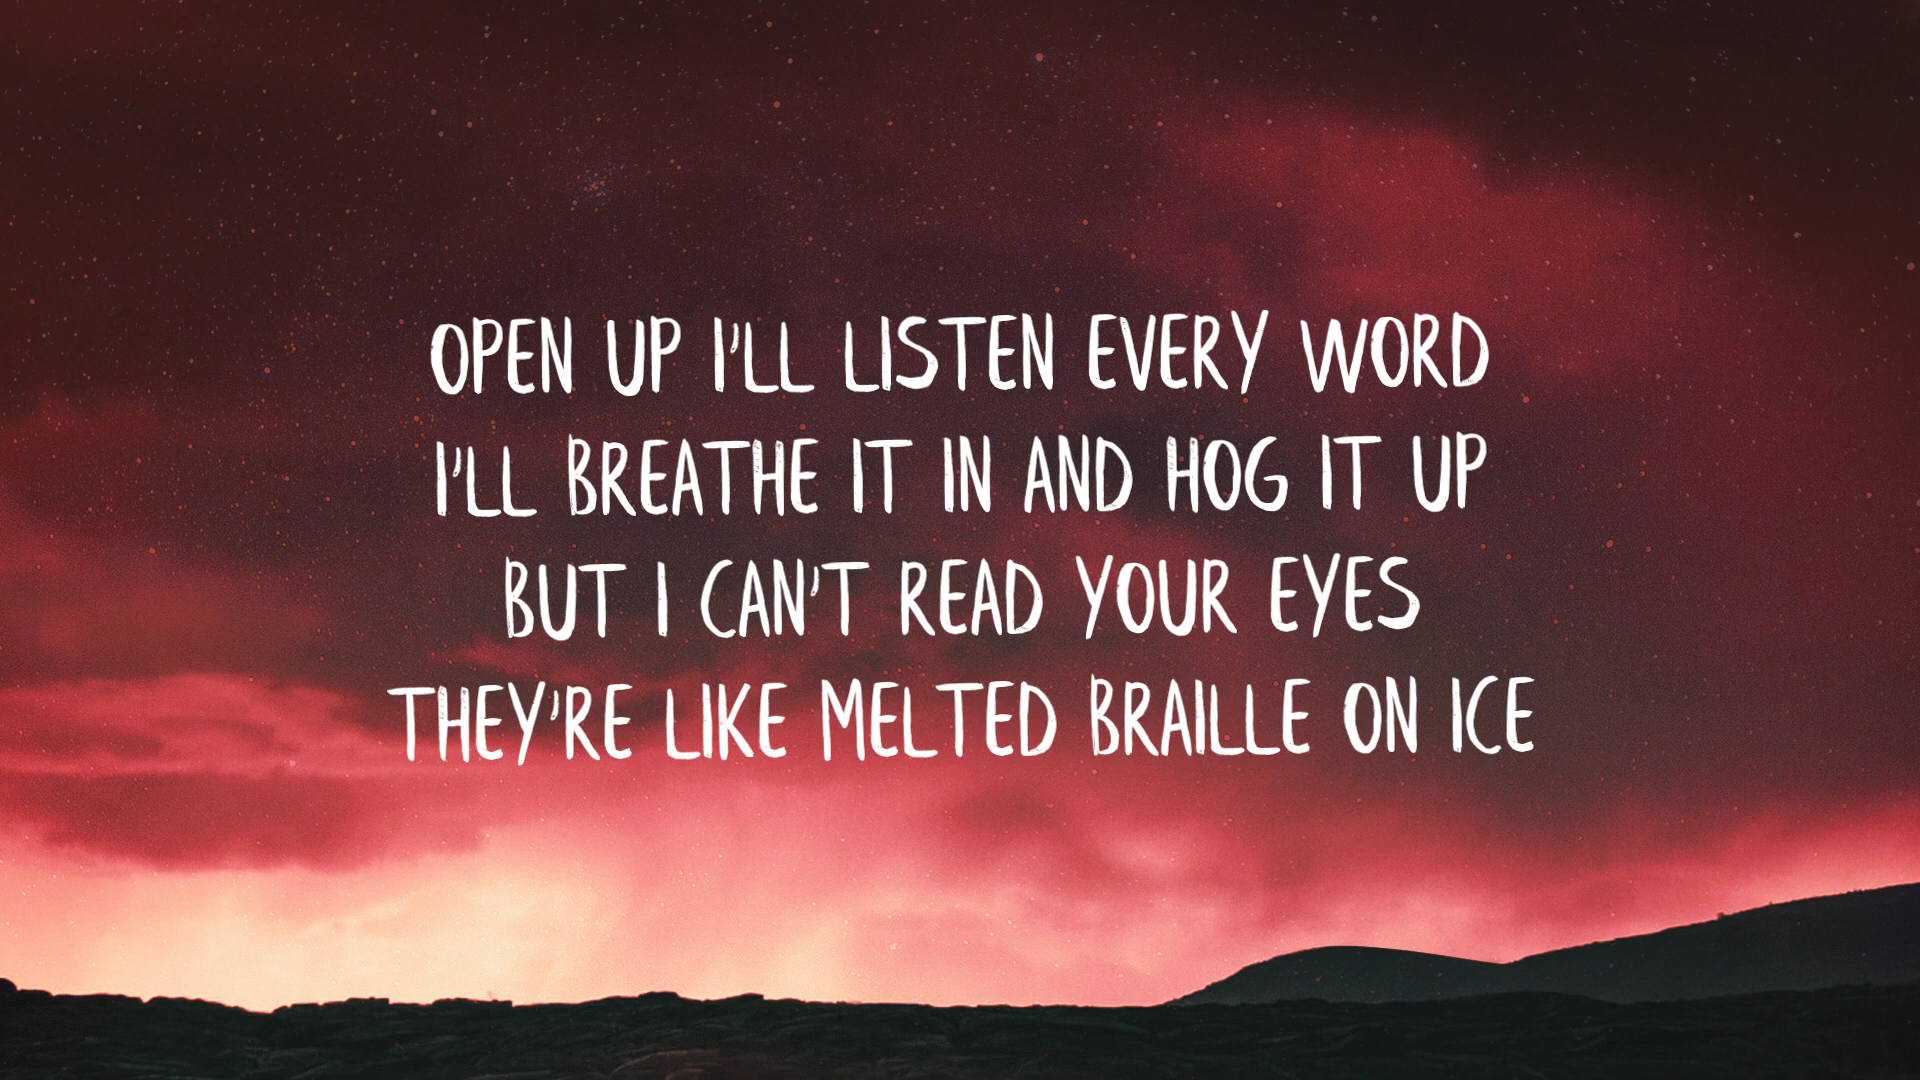 OPEN UP I'LL LISTEN EVERY WORD
I'LL BREATHE IT IN AND HOG IT UP
BUT I CAN'T READ YOUR EYES
THEY'RE LIKE MELTED BRAILLE ON ICE